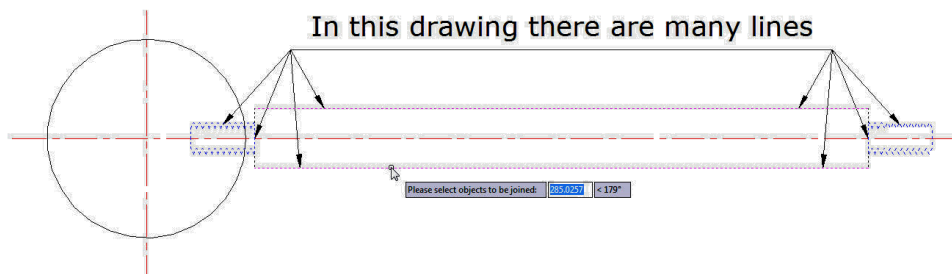 In this drawing there are many lines
Please select objects to be joined: 285.0257 < 179°